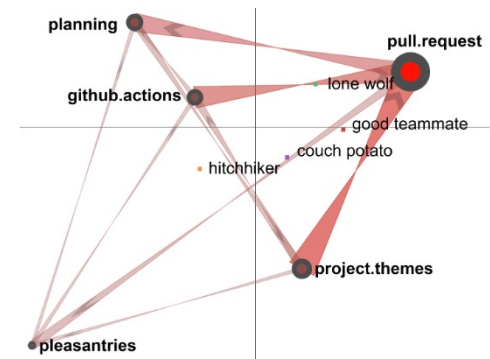 planning
pull.request
lone wolf
github.actions
good teammate
couch potato
hitchhiker
project.themes
pleasantries